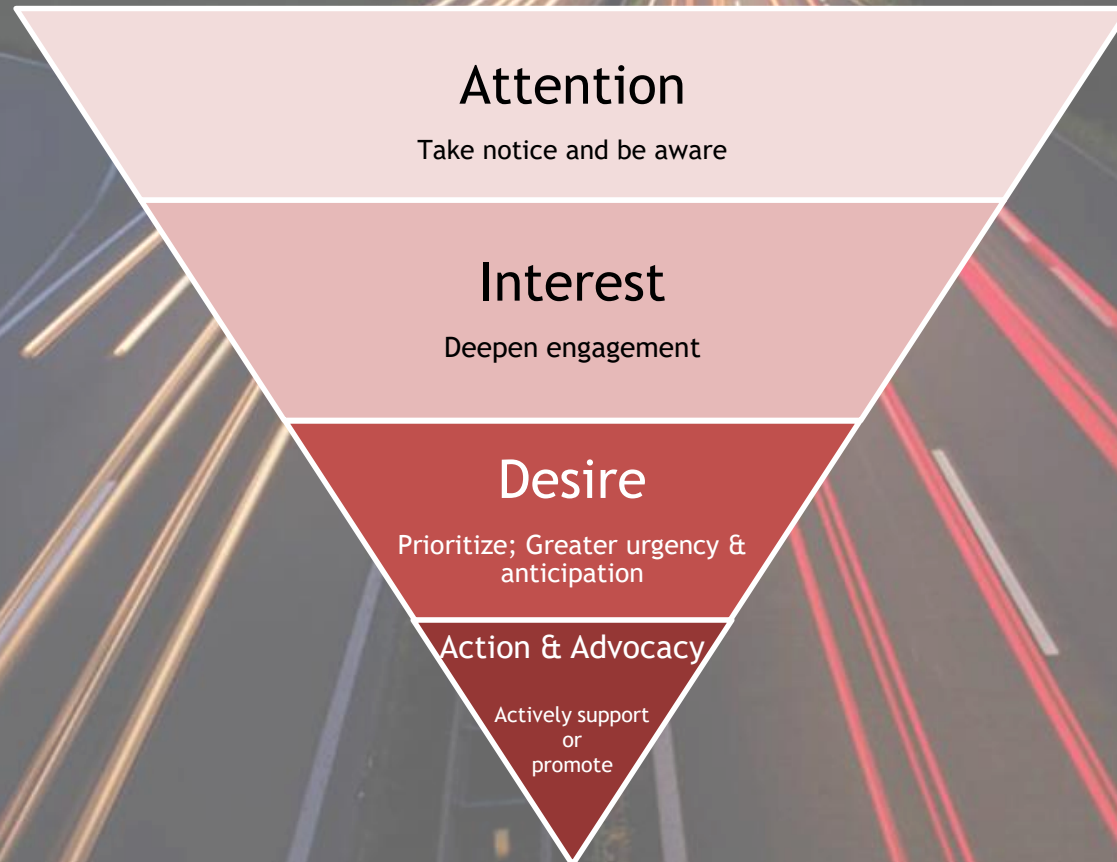 Attention
Take notice and be aware
Interest
Deepen engagement
Desire
Prioritize; Greater urgency &
anticipation
Action & Advocacy
Actively support
or
promote